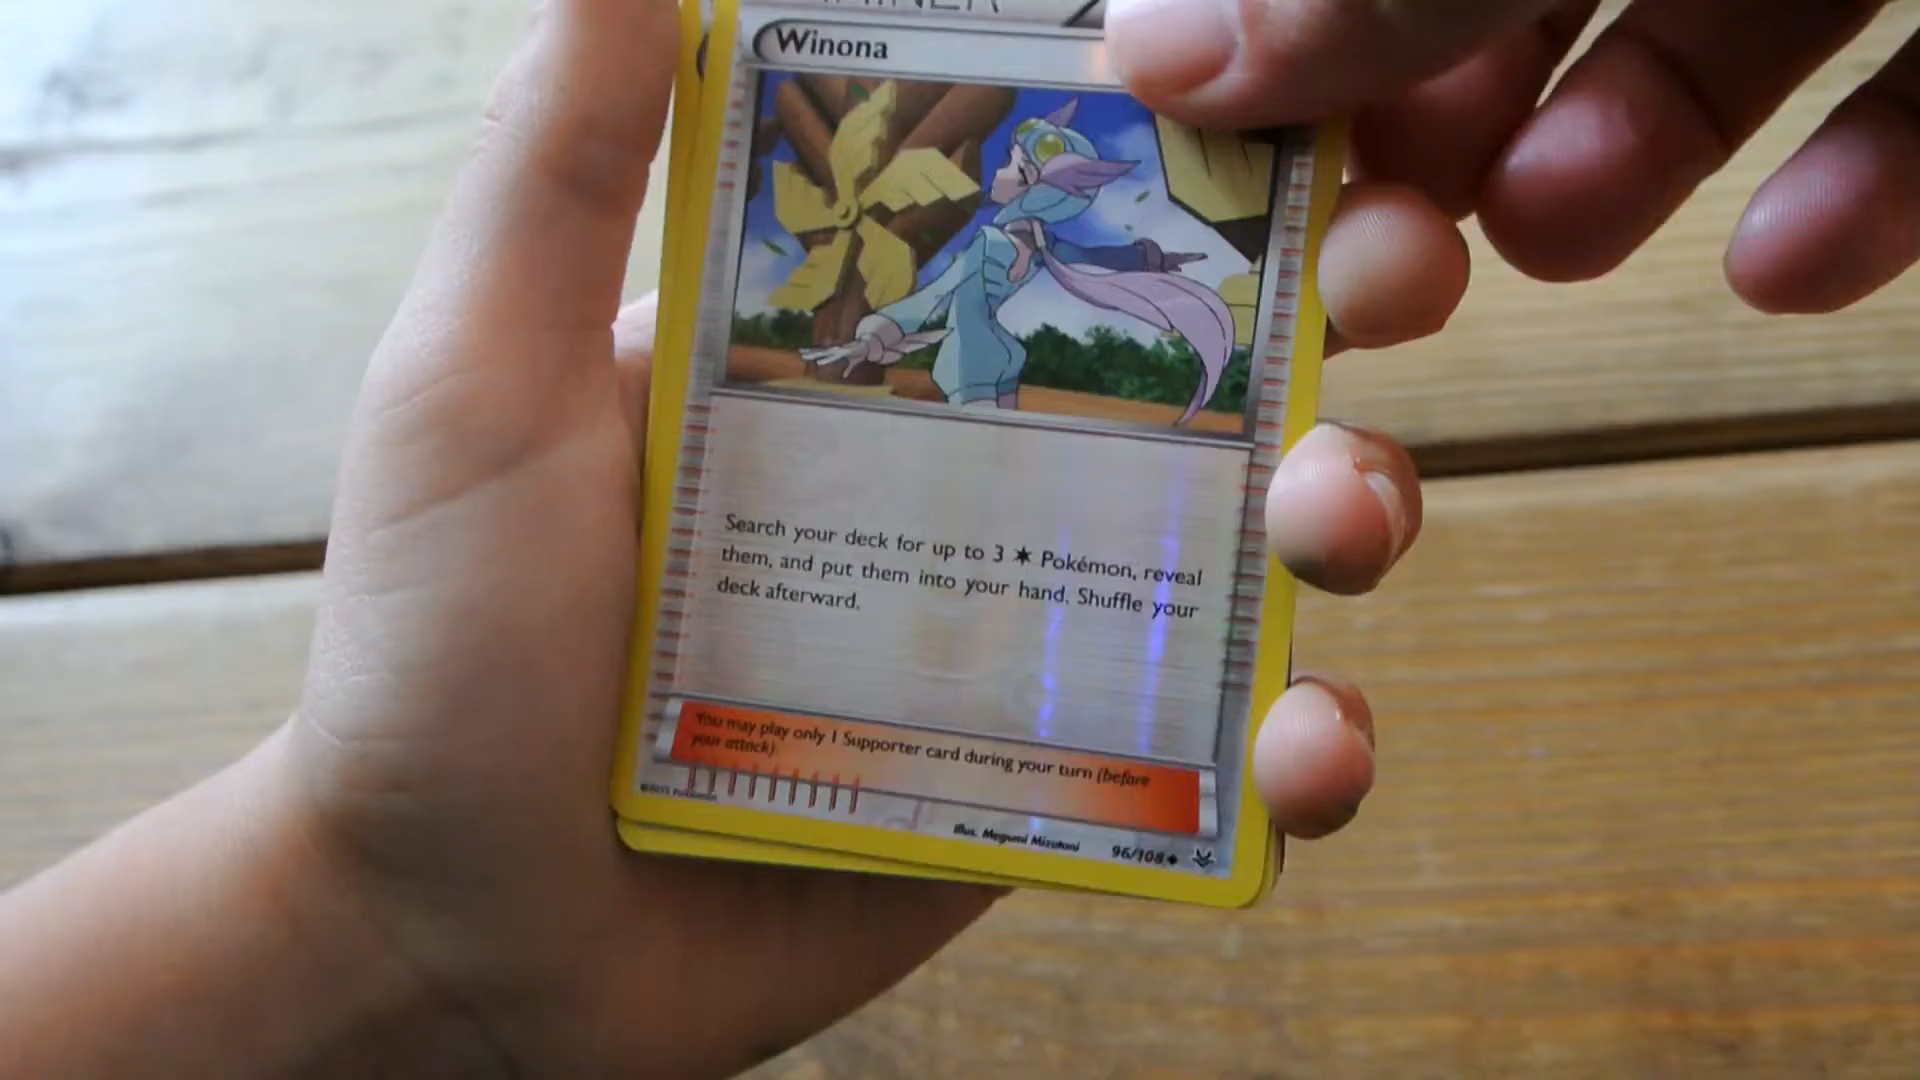 Winona
Search your deck for up to 3 ✶ Pokémon, reveal
them, and put them into your hand. Shuffle your
deck afterward.
You may play only 1 Supporter card during your turn (before
your attack).
©2015 Pokémon
Illus. Megumi Mizutani
96/108